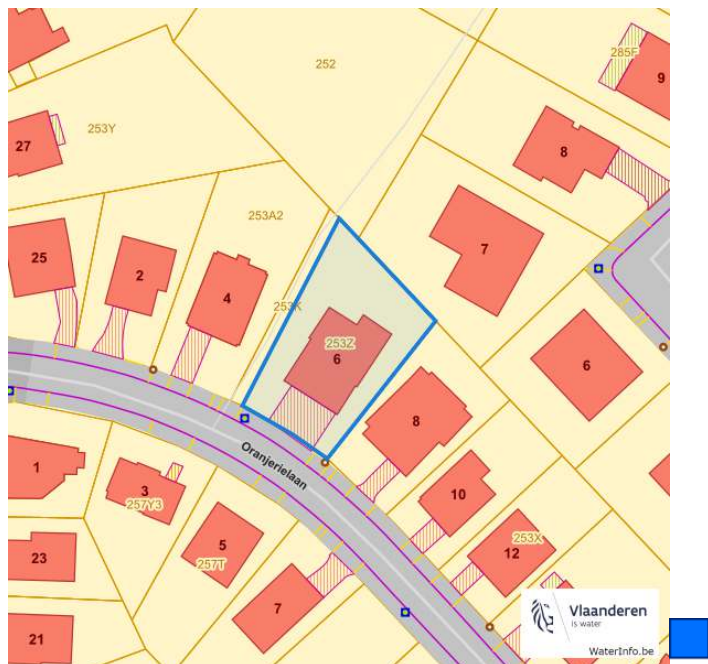 252
285F
9
253Y
27
8
253A2
7
25
2
4
253K
253Z
6
6
8
Oranjerielaan
1
3
257Y3
10
5
257T
253X
12
23
7
21
Vlaanderen
is water
WaterInfo.be